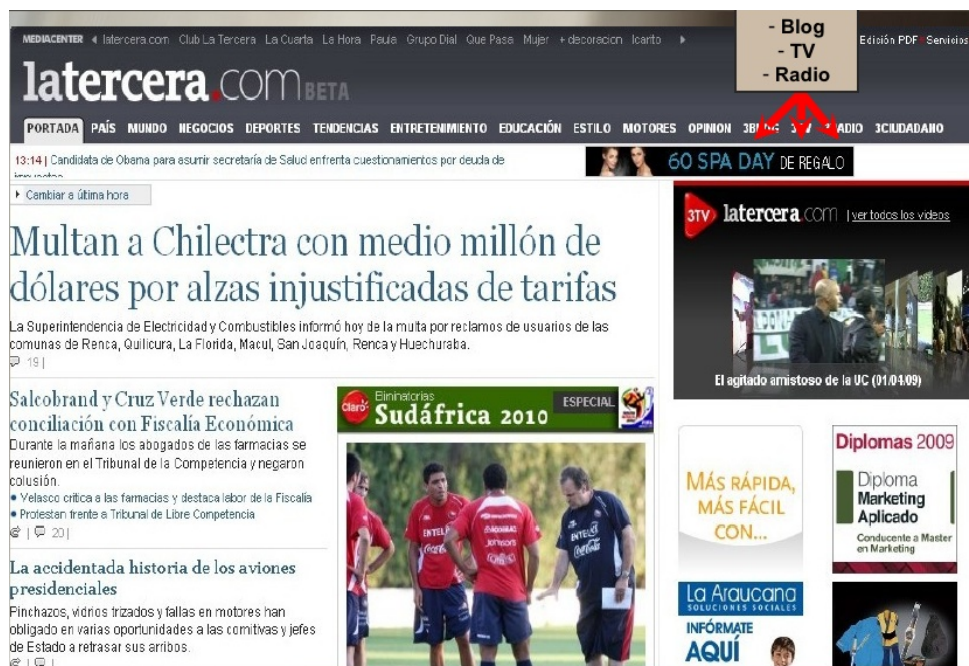 - Blog
- TV
- Radio
MEDIACENTER latercera.com Club La Tercera La Cuarta La Hora Paula Grupo Dial Que Pasa Mujer + decoracion Icarito
Edición PDF Servicios
latercera.com BETA
PORTADA PAÍS MUNDO NEGOCIOS DEPORTES TENDENCIAS ENTRETENIMIENTO EDUCACIÓN ESTILO MOTORES OPINION 3CIUDADANO
13:14 | Candidata de Obama para asumir secretaría de Salud enfrenta cuestionamientos por deuda de
60 SPA DAY DE REGALO
Cambiar a última hora
3TV latercera.com | ver todos los videos
Multan a Chilectra con medio millón de
dólares por alzas injustificadas de tarifas
La Superintendencia de Electricidad y Combustibles informó hoy de la multa por reclamos de usuarios de las
comunas de Renca, Quilicura, La Florida, Macul, San Joaquín, Renca y Huechuraba.
19 |
El agitado amistoso de la UC (01/04/09)
Salcobrand y Cruz Verde rechazan
conciliación con Fiscalía Económica
Durante la mañana los abogados de las farmacias se
reunieron en el Tribunal de la Competencia y negaron
colusión.
• Velasco critica a las farmacias y destaca labor de la Fiscalía
• Protestan frente a Tribunal de Libre Competencia
| 20 |
La accidentada historia de los aviones
presidenciales
Pinchazos, vidrios trizados y fallas en motores han
obligado en varias oportunidades a las comitivas y jefes
de Estado a retrasar sus arribos.
Claro Eliminatorias
Sudáfrica 2010
ESPECIAL
ENTEL
Coca-Cola
MÁS RÁPIDA,
MÁS FÁCIL
CON...
La Araucana
SOLUCIONES SOCIALES
INFÓRMATE
AQUÍ
Diplomas 2009
Diploma
Marketing
Aplicado
Conducente a Master
en Marketing